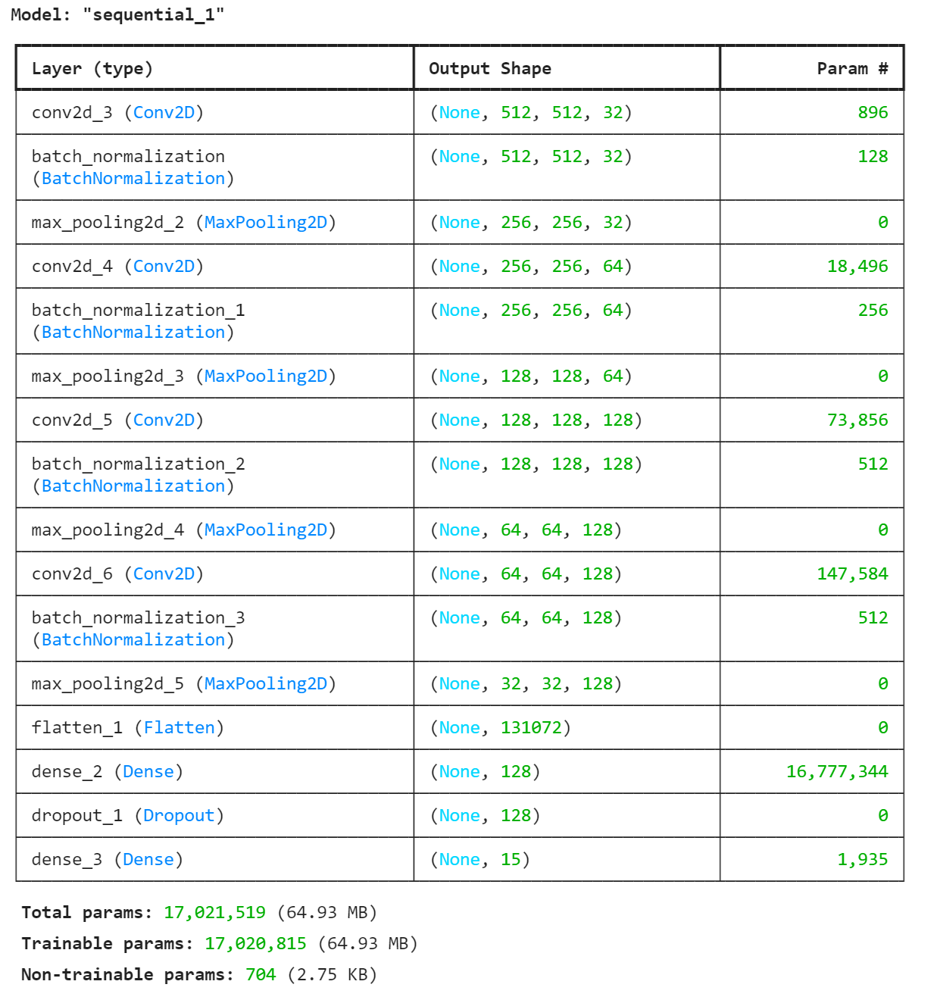 Model: "sequential_1"
Layer (type) Output Shape Param #
conv2d_3 (Conv2D) (None, 512, 512, 32) 896
batch_normalization (None, 512, 512, 32) 128
(BatchNormalization)
max_pooling2d_2 (MaxPooling2D) (None, 256, 256, 32) 0
conv2d_4 (Conv2D) (None, 256, 256, 64) 18,496
batch_normalization_1 (None, 256, 256, 64) 256
(BatchNormalization)
max_pooling2d_3 (MaxPooling2D) (None, 128, 128, 64) 0
conv2d_5 (Conv2D) (None, 128, 128, 128) 73,856
batch_normalization_2 (None, 128, 128, 128) 512
(BatchNormalization)
max_pooling2d_4 (MaxPooling2D) (None, 64, 64, 128) 0
conv2d_6 (Conv2D) (None, 64, 64, 128) 147,584
batch_normalization_3 (None, 64, 64, 128) 512
(BatchNormalization)
max_pooling2d_5 (MaxPooling2D) (None, 32, 32, 128) 0
flatten_1 (Flatten) (None, 131072) 0
dense_2 (Dense) (None, 128) 16,777,344
dropout_1 (Dropout) (None, 128) 0
dense_3 (Dense) (None, 15) 1,935
Total params: 17,021,519 (64.93 MB)
Trainable params: 17,020,815 (64.93 MB)
Non-trainable params: 704 (2.75 KB)